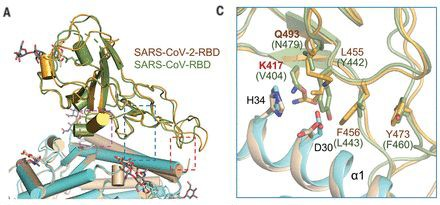 A
SARS-CoV-2-RBD
SARS-CoV-RBD
C
Q493
(N479)
L455
(Y442)
K417
(V404)
H34
D30
F456
(L443)
Y473
(F460)
α1